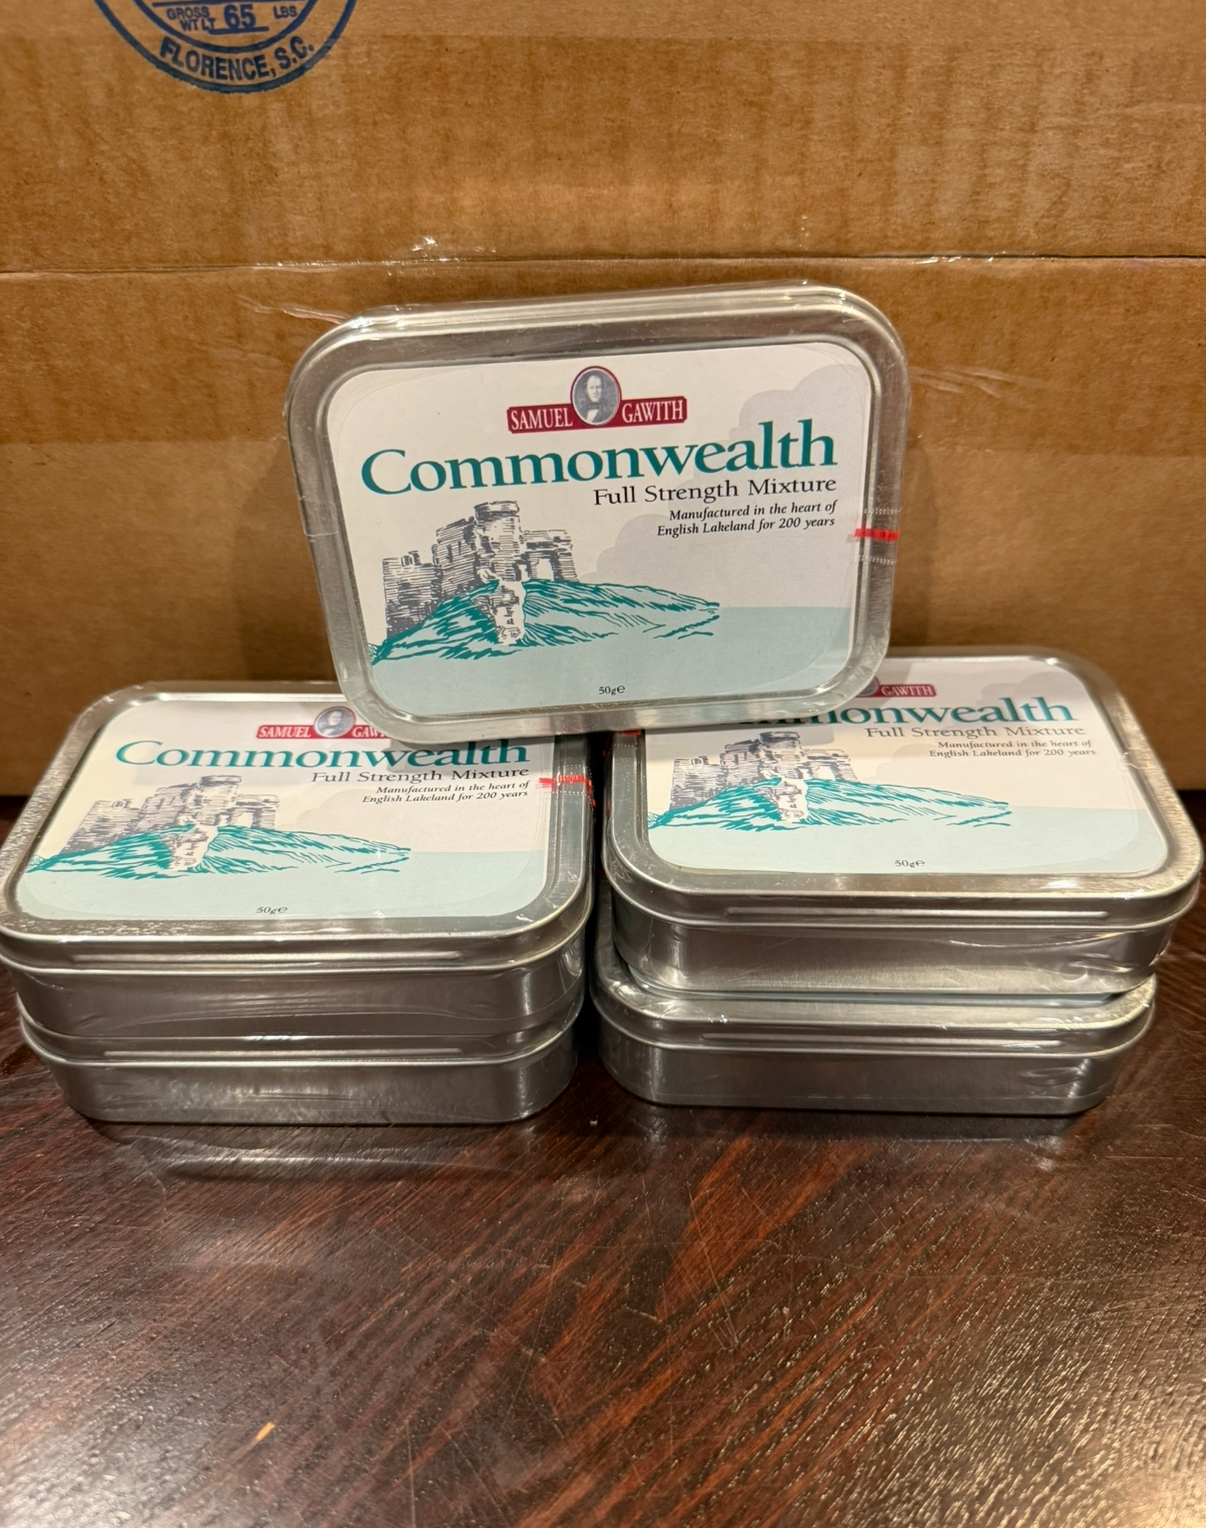 GROSS
WT LT 65 LBS
FLORENCE, S.C.
SAMUEL GAWITH
Commonwealth
Full Strength Mixture
Manufactured in the heart of
English Lakeland for 200 years
50g℮
SAMUEL
Commonwealth
Full Strength Mixture
Manufactured in the heart of
English Lakeland for 200 years
50g℮
GAWITH
Full Strength Mixture
Manufactured in the heart of
English Lakeland for 200 years
50g℮